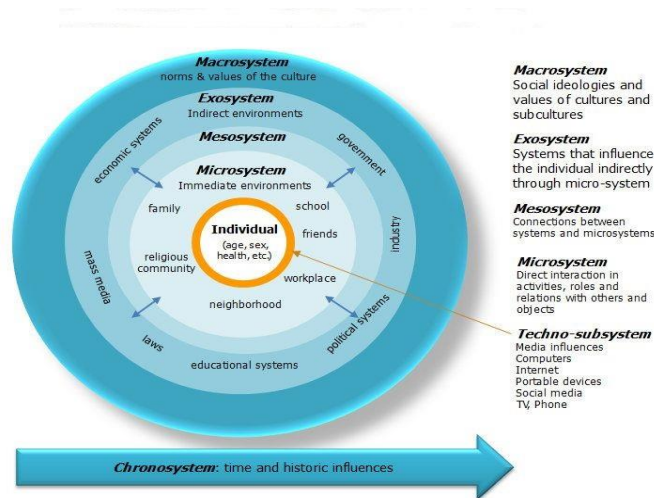 Macrosystem
norms & values of the culture
Exosystem
Indirect environments
Mesosystem
economic systems
government
Microsystem
Immediate environments
family
school
Individual
(age, sex,
health, etc.)
friends
industry
religious
community
workplace
mass media
neighborhood
laws
educational systems
political systems
Chronosystem: time and historic influences
Macrosystem
Social ideologies and
values of cultures and
subcultures
Exosystem
Systems that influence
the individual indirectly
through micro-system
Mesosystem
Connections between
systems and microsystems
Microsystem
Direct interaction in
activities, roles and
relations with others and
objects
Techno-subsystem
Media influences
Computers
Internet
Portable devices
Social media
TV, Phone